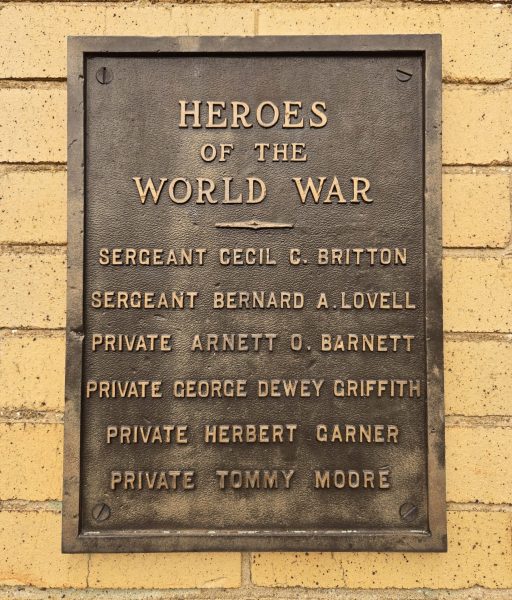 HEROES
OF THE
WORLD WAR
SERGEANT CECIL C. BRITTON
SERGEANT BERNARD A. LOVELL
PRIVATE ARNETT O. BARNETT
PRIVATE GEORGE DEWEY GRIFFITH
PRIVATE HERBERT GARNER
PRIVATE TOMMY MOORE